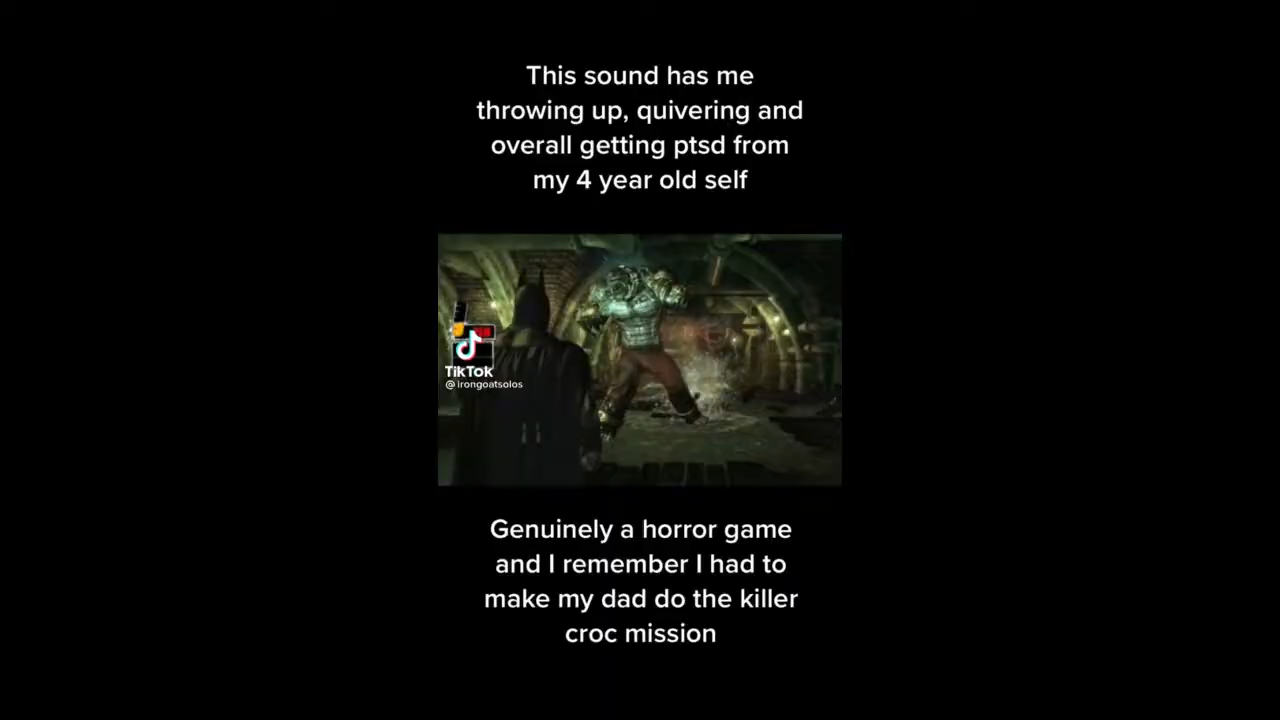 This sound has me
throwing up, quivering and
overall getting ptsd from
my 4 year old self
TikTok
@irongoatsolos
Genuinely a horror game
and I remember I had to
make my dad do the killer
croc mission